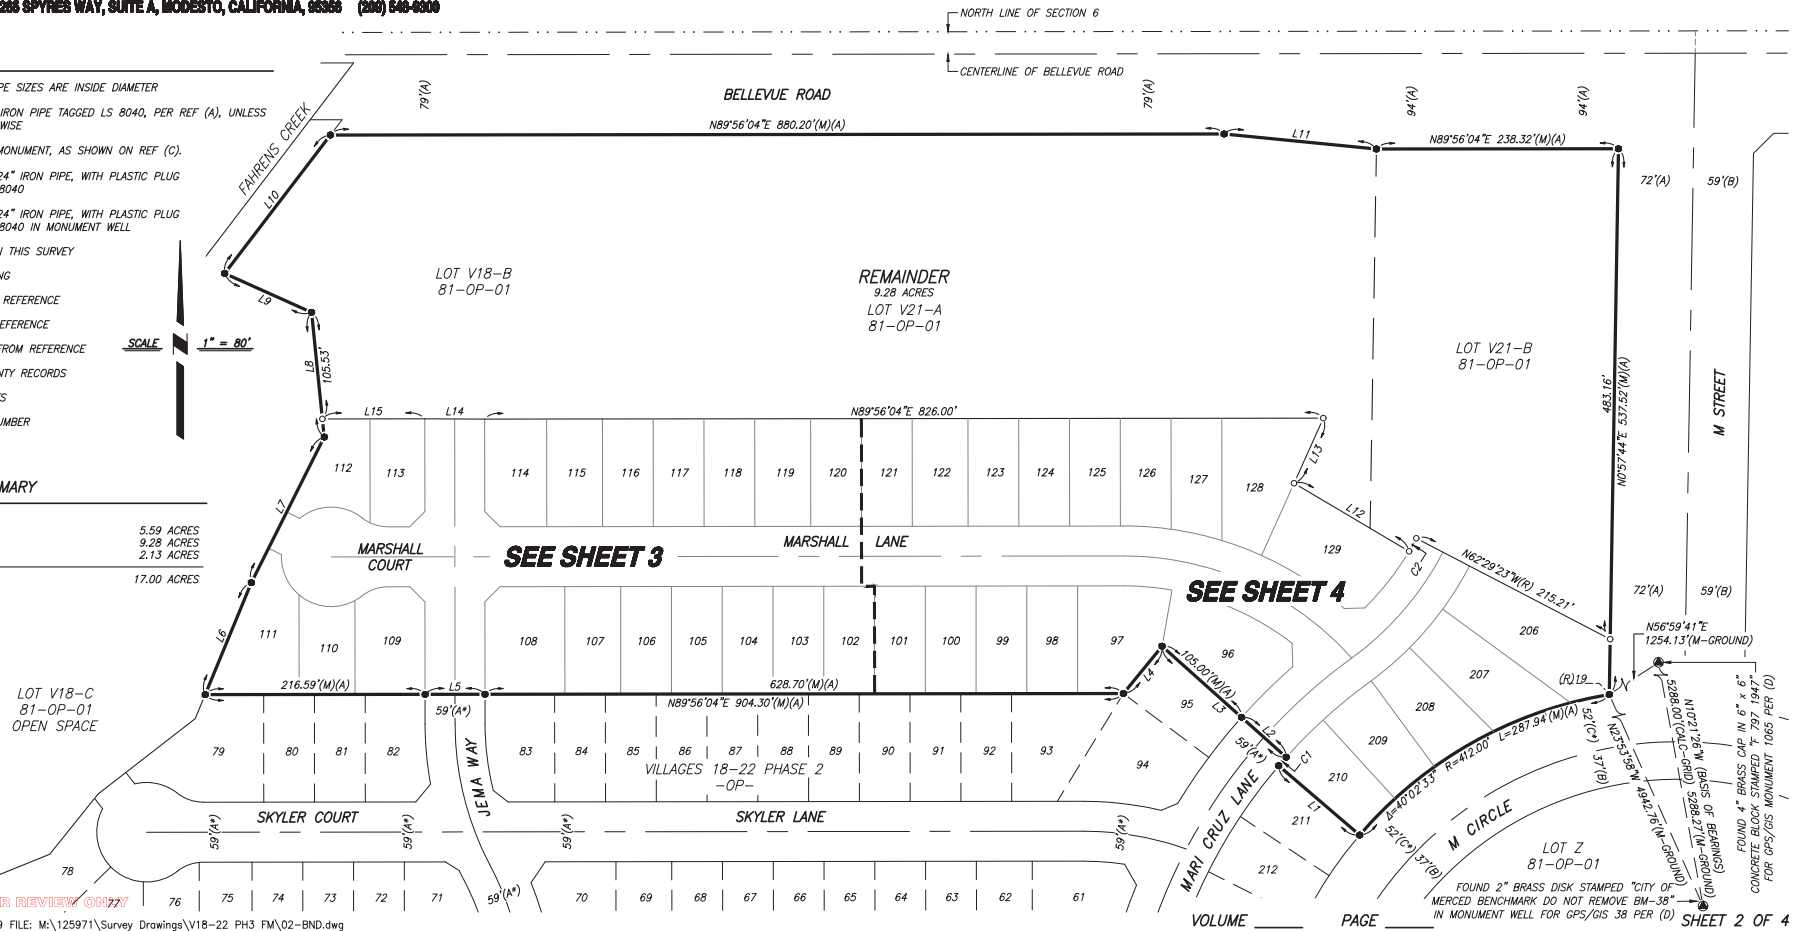 266 SPYRES WAY, SUITE A, MODESTO, CALIFORNIA, 95356 (209) 548-9300
PE SIZES ARE INSIDE DIAMETER
IRON PIPE TAGGED LS 8040, PER REF (A), UNLESS
WISE
MONUMENT, AS SHOWN ON REF (C).
24" IRON PIPE, WITH PLASTIC PLUG
8040
24" IRON PIPE, WITH PLASTIC PLUG
8040 IN MONUMENT WELL
THIS SURVEY
NG
REFERENCE
EFERENCE
FROM REFERENCE
NTY RECORDS
TS
UMBER
SCALE 1" = 80'
MARY
5.59 ACRES
9.28 ACRES
2.13 ACRES
17.00 ACRES
NORTH LINE OF SECTION 6
CENTERLINE OF BELLEVUE ROAD
79'(A)
BELLEVUE ROAD
79'(A)
94'(A)
94'(A)
FAHRENS CREEK
N89°56'04"E 880.20'(M)(A)
L11
N89°56'04"E 238.32'(M)(A)
72'(A)
59'(B)
L10
L9
L8
105.53'
LOT V18-B
81-OP-01
REMAINDER
9.28 ACRES
LOT V21-A
81-OP-01
LOT V21-B
81-OP-01
483.16'
N0°57'44"E 537.52'(M)(A)
M STREET
L15
L14
N89°56'04"E 826.00'
L13
112
113
114
115
116
117
118
119
120
121
122
123
124
125
126
127
128
L7
L12
129
C2
N62°29'23"W(R) 215.21'
MARSHALL
COURT
SEE SHEET 3
MARSHALL LANE
SEE SHEET 4
72'(A)
59'(B)
L6
111
110
109
108
107
106
105
104
103
102
101
100
99
98
97
96
206
207
208
209
210
211
212
N56°59'41"E
1254.13'(M-GROUND)
(R)19
LOT V18-C
81-OP-01
OPEN SPACE
216.59'(M)(A)
L5
59'(A*)
628.70'(M)(A)
N89°56'04"E 904.30'(M)(A)
L4
105.00'(M)(A)
L3
L2
59'(A*)
C1
L1
95
94
79
80
81
82
83
84
85
86
87
88
89
90
91
92
93
VILLAGES 18-22 PHASE 2
-OP-
JEMA WAY
SKYLER COURT
SKYLER LANE
59'(A*)
59'(A*)
59'(A*)
59'(A*)
59'(A*)
MARI CRUZ LANE
Δ=40°02'33" R=412.00' L=287.94'(M)(A)
52'(C*) 37'(B)
52'(C*) 37'(B)
M CIRCLE
LOT Z
81-OP-01
N23°53'58"W 4942.76'(M-GROUND)
N10°21'26"W (BASIS OF BEARINGS)
5288.00'(CALC-GRID) 5288.27'(M-GROUND)
FOUND 4" BRASS CAP IN 6" x 6"
CONCRETE BLOCK STAMPED "F 797 1947"
FOR GPS/GIS MONUMENT 1065 PER (D)
FOUND 2" BRASS DISK STAMPED "CITY OF
MERCED BENCHMARK DO NOT REMOVE BM-38"
IN MONUMENT WELL FOR GPS/GIS 38 PER (D)
78
77
76
75
74
73
72
71
70
69
68
67
66
65
64
63
62
61
R REVIEW ONLY
9 FILE: M:\125971\Survey Drawings\V18-22 PH3 FM\02-BND.dwg
VOLUME ____ PAGE ____
SHEET 2 OF 4